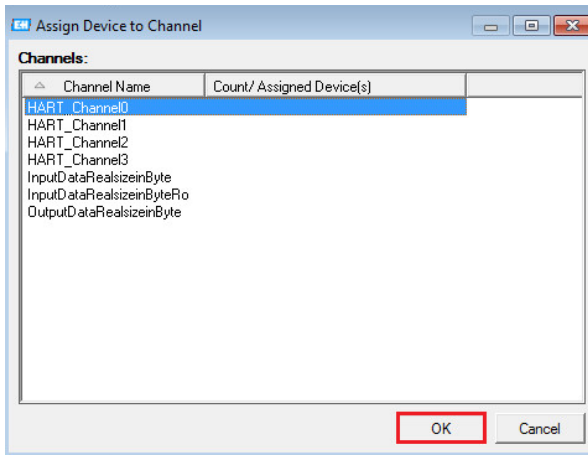 E+H Assign Device to Channel
Channels:
Channel Name Count/ Assigned Device(s)
HART_Channel0
HART_Channel1
HART_Channel2
HART_Channel3
InputDataRealsizeinByte
InputDataRealsizeinByteRo
OutputDataRealsizeinByte
OK Cancel